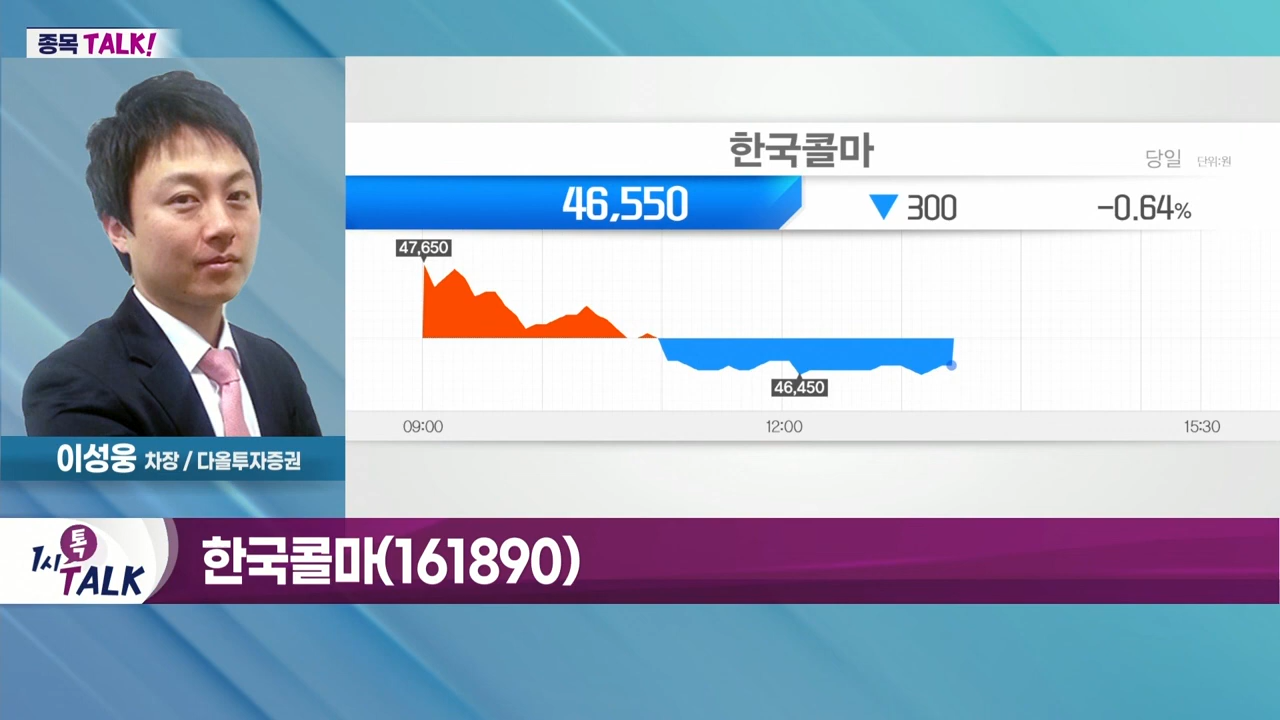 종목 TALK!
한국콜마
당일 단위:원
46,550 ▼ 300 -0.64%
47,650
46,450
09:00 12:00 15:30
이성웅 차장 / 다올투자증권
1시 톡 TALK
한국콜마(161890)